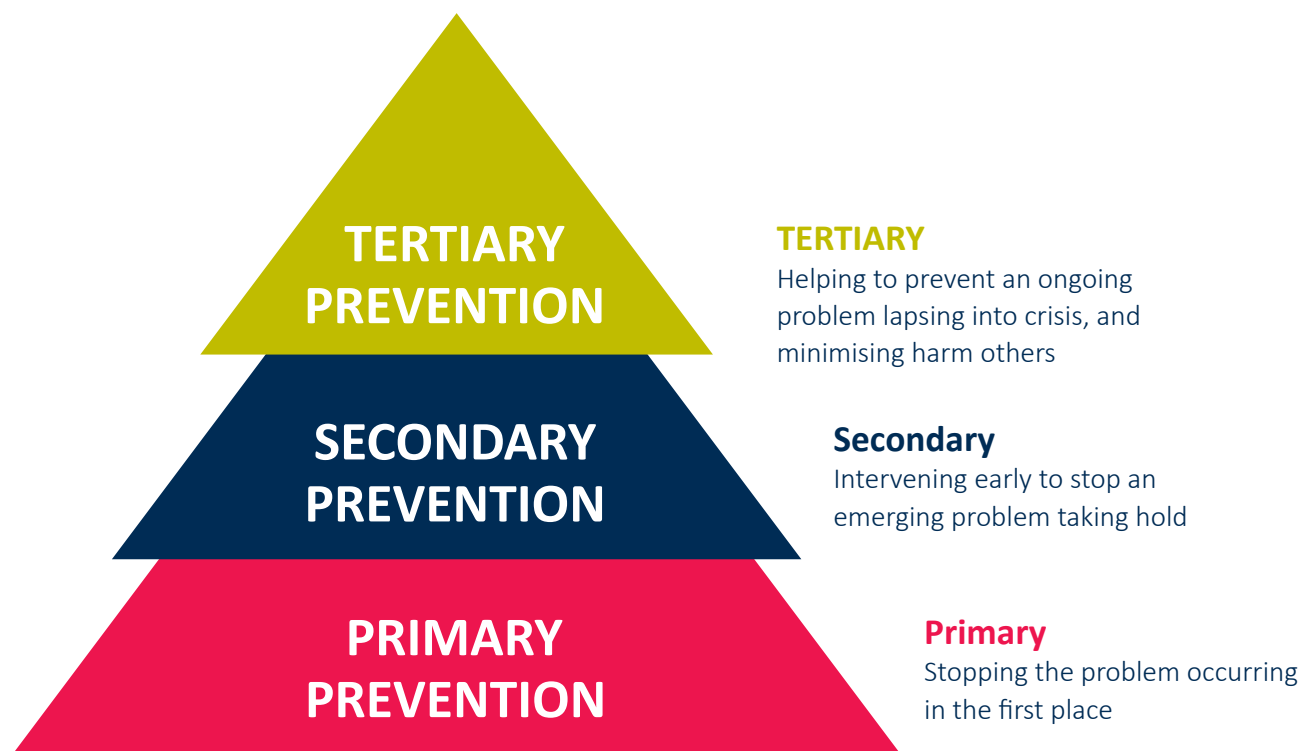 TERTIARY
PREVENTION
TERTIARY
Helping to prevent an ongoing
problem lapsing into crisis, and
minimising harm others
SECONDARY
PREVENTION
Secondary
Intervening early to stop an
emerging problem taking hold
PRIMARY
PREVENTION
Primary
Stopping the problem occurring
in the first place